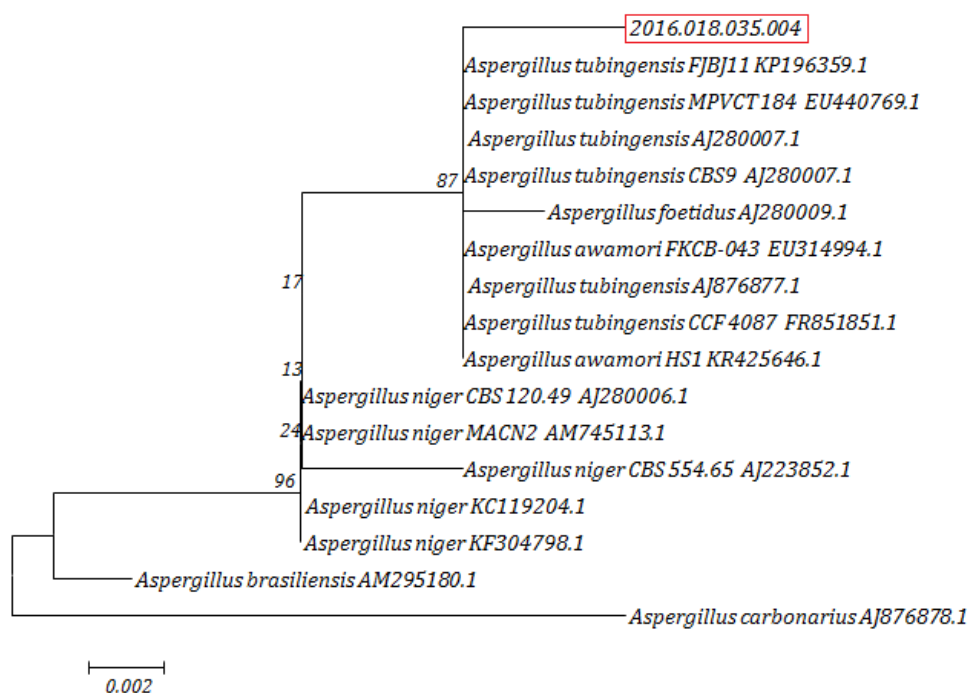 2016.018.035.004
Aspergillus tubingensis FJBJ11 KP196359.1
Aspergillus tubingensis MPVCT184 EU440769.1
Aspergillus tubingensis AJ280007.1
87 Aspergillus tubingensis CBS9 AJ280007.1
Aspergillus foetidus AJ280009.1
Aspergillus awamori FKCB-043 EU314994.1
17 Aspergillus tubingensis AJ876877.1
Aspergillus tubingensis CCF4087 FR851851.1
Aspergillus awamori HS1 KR425646.1
13
Aspergillus niger CBS 120.49 AJ280006.1
24 Aspergillus niger MACN2 AM745113.1
Aspergillus niger CBS 554.65 AJ223852.1
96
Aspergillus niger KC119204.1
Aspergillus niger KF304798.1
Aspergillus brasiliensis AM295180.1
Aspergillus carbonarius AJ876878.1
0.002